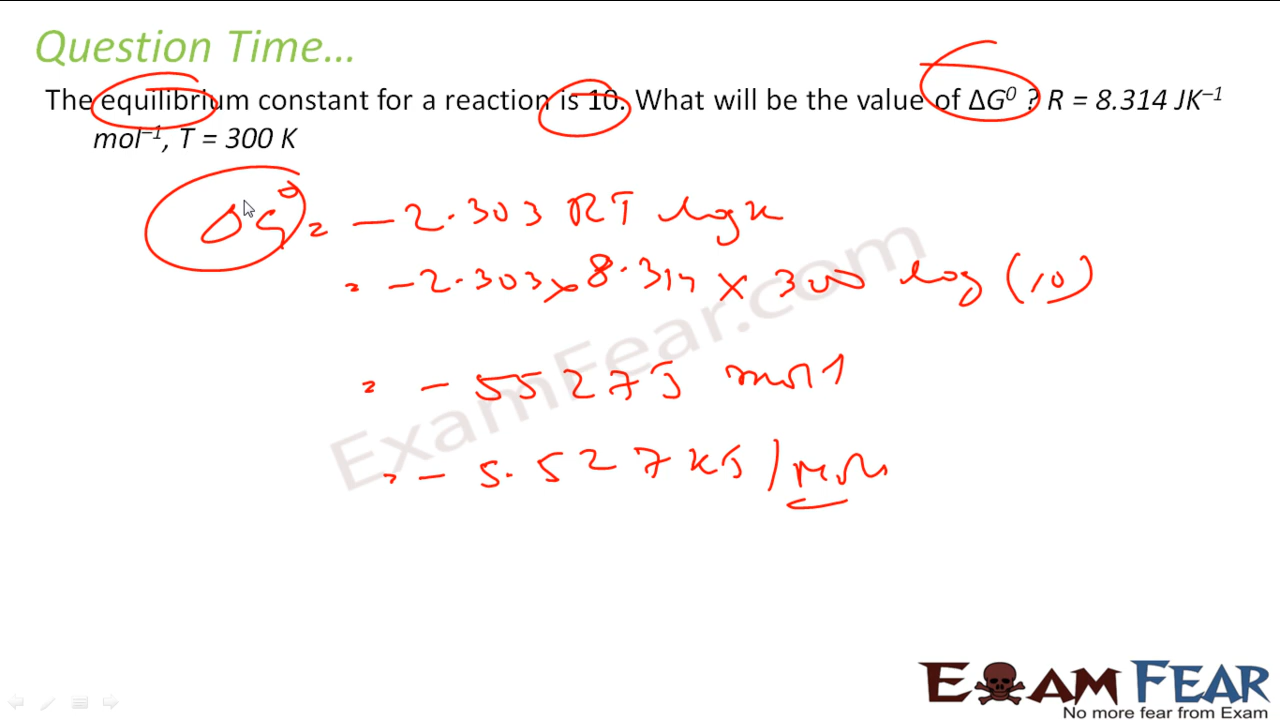 Question Time...
The equilibrium constant for a reaction is 10. What will be the value of ΔG⁰ ? R = 8.314 JK⁻¹
mol⁻¹, T = 300 K
ΔG⁰ = – 2.303 RT log K
= – 2.303 x 8.314 x 300 log (10)
= – 5527 J mol-1
= – 5.527 kJ / mol
ExamFear.com
EXAM FEAR
No more fear from Exam